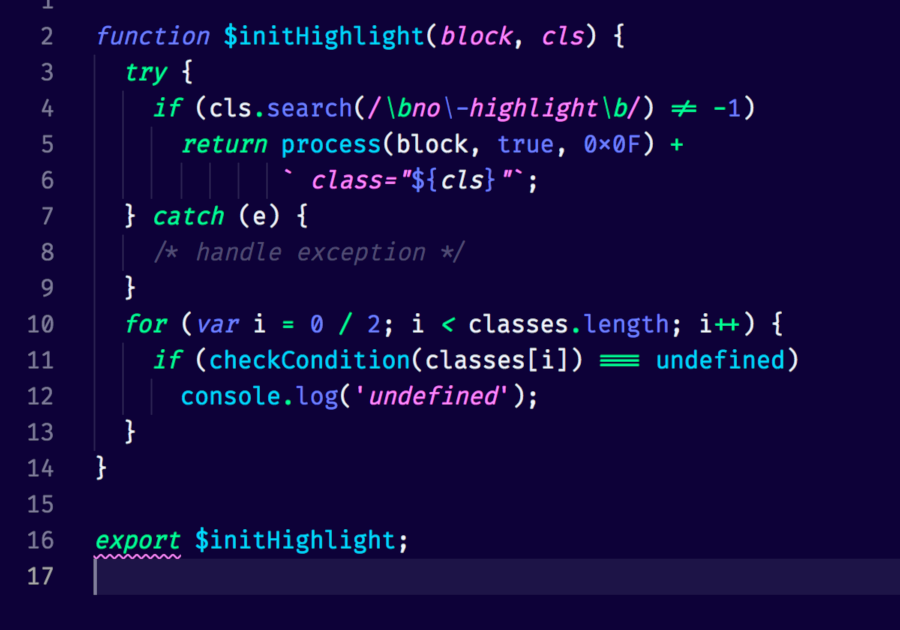 1
2 function $initHighlight(block, cls) {
3   try {
4     if (cls.search(/\bno\-highlight\b/) != -1)
5       return process(block, true, 0x0F) +
6              ` class="${cls}"`;
7   } catch (e) {
8     /* handle exception */
9   }
10   for (var i = 0 / 2; i < classes.length; i++) {
11     if (checkCondition(classes[i]) === undefined)
12       console.log('undefined');
13   }
14 }
15
16 export $initHighlight;
17